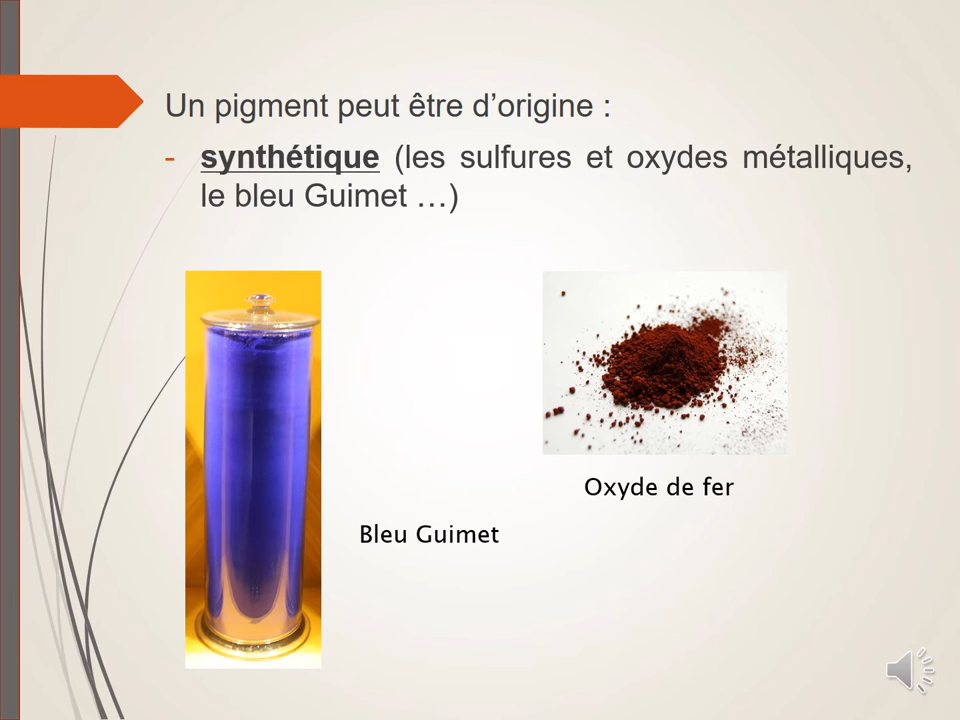 Un pigment peut être d’origine :
- synthétique (les sulfures et oxydes métalliques,
le bleu Guimet …)
Oxyde de fer
Bleu Guimet